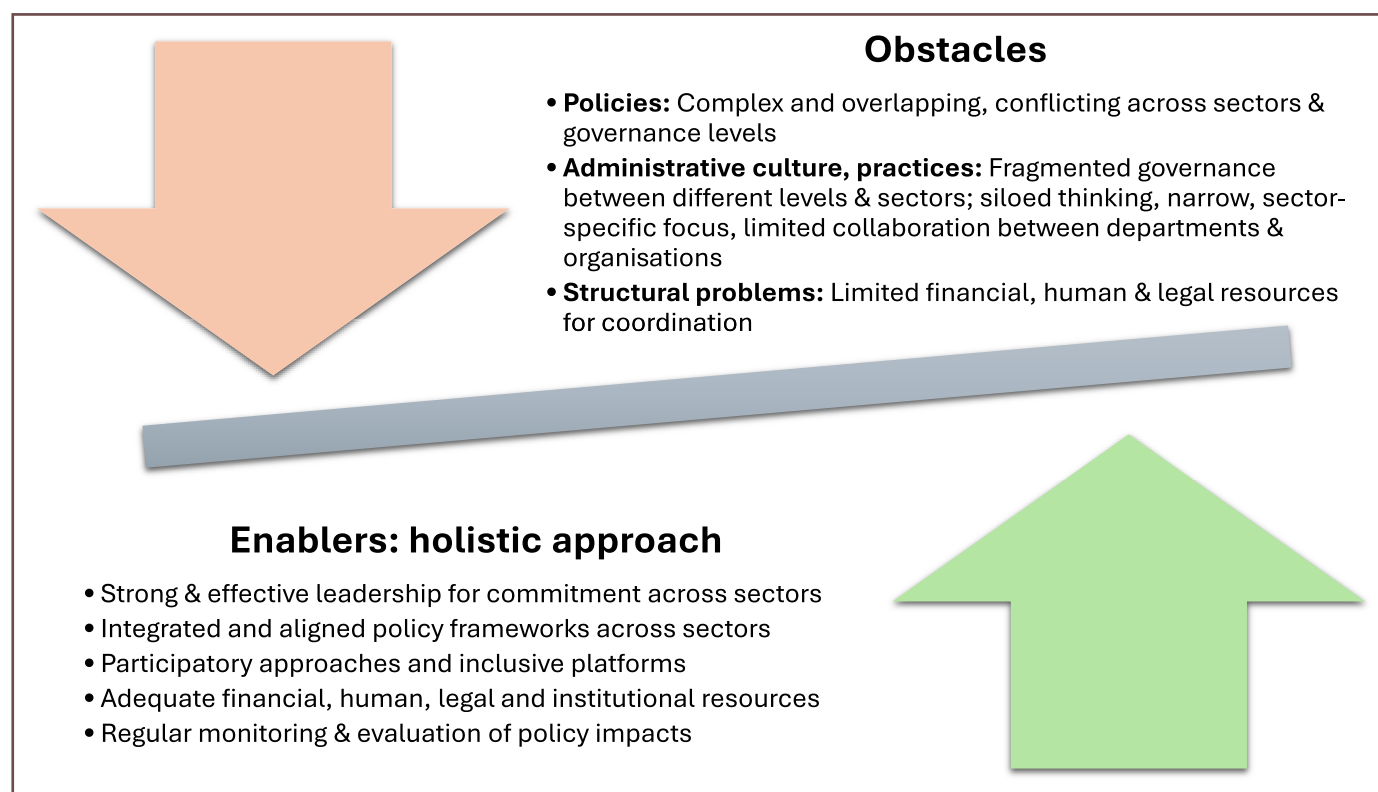 Obstacles
• Policies: Complex and overlapping, conflicting across sectors &
governance levels
• Administrative culture, practices: Fragmented governance
between different levels & sectors; siloed thinking, narrow, sector-
specific focus, limited collaboration between departments &
organisations
• Structural problems: Limited financial, human & legal resources
for coordination
Enablers: holistic approach
• Strong & effective leadership for commitment across sectors
• Integrated and aligned policy frameworks across sectors
• Participatory approaches and inclusive platforms
• Adequate financial, human, legal and institutional resources
• Regular monitoring & evaluation of policy impacts